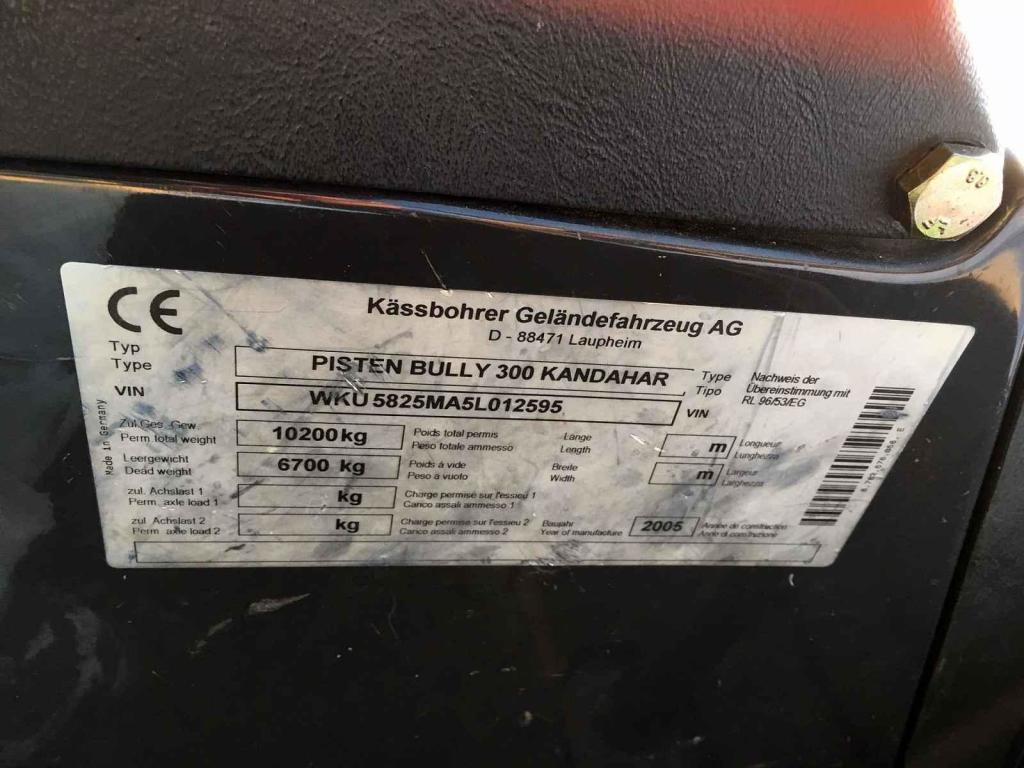 CE
Kässbohrer Geländefahrzeug AG
D - 88471 Laupheim
Typ
Type
PISTEN BULLY 300 KANDAHAR
Type
Tipo
Nachweis der
Übereinstimmung mit
RL 96/53/EG
VIN
WKU5825MA5L012595
VIN
Made in Germany
Zul.Ges.-Gew.
Perm total weight
10200 kg
Poids total permis
Peso totale ammesso
Länge
Length
m
Longueur
Lunghezza
Leergewicht
Dead weight
6700 kg
Poids à vide
Peso a vuoto
Breite
Width
m
Largeur
Larghezza
zul. Achslast 1
Perm. axle load 1
kg
Charge permise sur l'essieu 1
Carico assali ammesso 1
zul. Achslast 2
Perm. axle load 2
kg
Charge permise sur l'essieu 2
Carico assali ammesso 2
Baujahr
Year of manufacture
2005
Année de construction
Anno di construzione